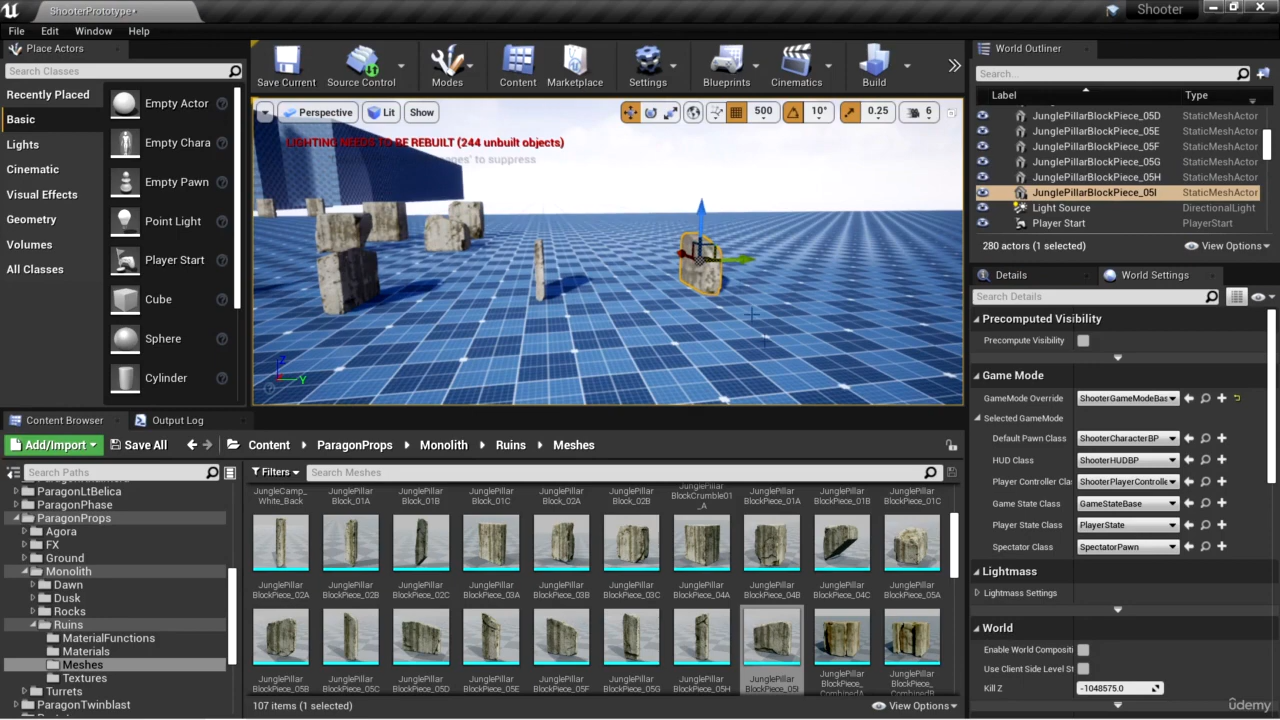 ShooterPrototype•
Shooter
File Edit Window Help
Place Actors
Search Classes
Recently Placed
Basic
Lights
Cinematic
Visual Effects
Geometry
Volumes
All Classes
Empty Actor
Empty Chara
Empty Pawn
Point Light
Player Start
Cube
Sphere
Cylinder
Save Current
Source Control
Modes
Content
Marketplace
Settings
Blueprints
Cinematics
Build
Perspective
Lit
Show
500
10°
0.25
6
LIGHTING NEEDS TO BE REBUILT (244 unbuilt objects)
to suppress
Z
Y
World Outliner
Search...
Label Type
JunglePillarBlockPiece_05D StaticMeshActor
JunglePillarBlockPiece_05E StaticMeshActor
JunglePillarBlockPiece_05F StaticMeshActor
JunglePillarBlockPiece_05G StaticMeshActor
JunglePillarBlockPiece_05H StaticMeshActor
JunglePillarBlockPiece_05I StaticMeshActor
Light Source DirectionalLight
Player Start PlayerStart
280 actors (1 selected) View Options
Details World Settings
Search Details
Precomputed Visibility
Precompute Visibility
Game Mode
GameMode Override ShooterGameModeBas
Selected GameMode
Default Pawn Class ShooterCharacterBP
HUD Class ShooterHUDBP
Player Controller Clas ShooterPlayerControlle
Game State Class GameStateBase
Player State Class PlayerState
Spectator Class SpectatorPawn
Lightmass
Lightmass Settings
World
Enable World Compositi
Use Client Side Level St
Kill Z -1048575.0
Content Browser Output Log
Add/Import Save All Content ParagonProps Monolith Ruins Meshes
Search Paths
Filters Search Meshes
ParagonLtBelica
ParagonPhase
ParagonProps
Agora
FX
Ground
Monolith
Dawn
Dusk
Rocks
Ruins
MaterialFunctions
Materials
Meshes
Textures
Turrets
ParagonTwinblast
JungleCamp_ White_Back
JunglePillar Block_01A
JunglePillar Block_01B
JunglePillar Block_02A
JunglePillar Block_02B
JunglePillar BlockCrumble01 _A
JunglePillar BlockPiece_01A
JunglePillar BlockPiece_01B
JunglePillar BlockPiece_01C
JunglePillar BlockPiece_02A
JunglePillar BlockPiece_02B
JunglePillar BlockPiece_02C
JunglePillar BlockPiece_03A
JunglePillar BlockPiece_03B
JunglePillar BlockPiece_03C
JunglePillar BlockPiece_04A
JunglePillar BlockPiece_04B
JunglePillar BlockPiece_04C
JunglePillar BlockPiece_05A
JunglePillar BlockPiece_05B
JunglePillar BlockPiece_05C
JunglePillar BlockPiece_05D
JunglePillar BlockPiece_05E
JunglePillar BlockPiece_05F
JunglePillar BlockPiece_05G
JunglePillar BlockPiece_05H
JunglePillar BlockPiece_05I
JunglePillar BlockPiece_ CombinedA
JunglePillar BlockPiece_ CombinedB
107 items (1 selected) View Options
udemy